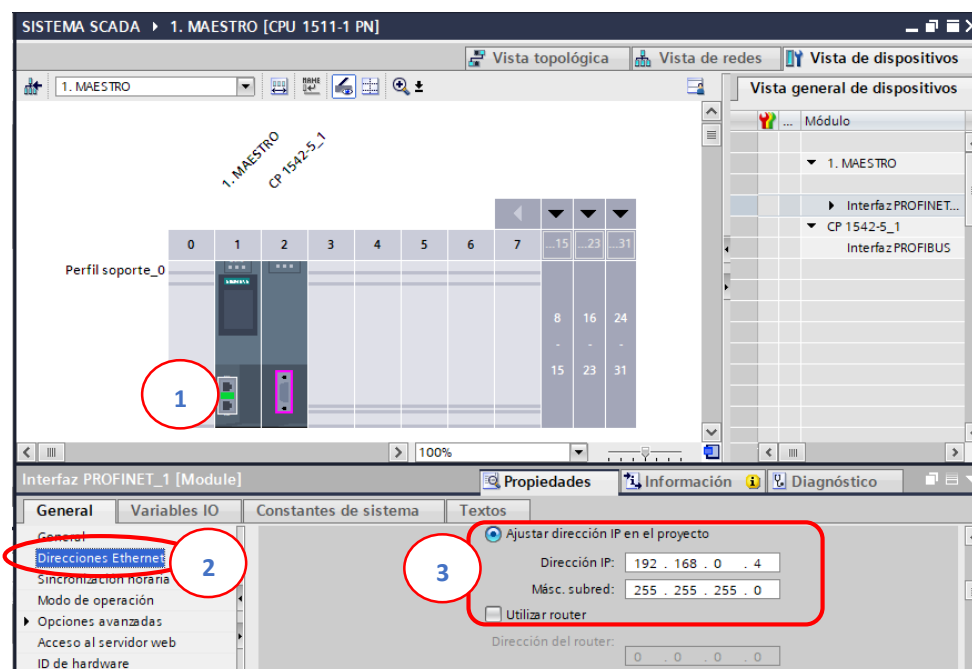 SISTEMA SCADA ▸ 1. MAESTRO [CPU 1511-1 PN]
Vista topológica Vista de redes Vista de dispositivos
1. MAESTRO Vista general de dispositivos
... Módulo
1. MAESTRO CP 1542-5_1
1. MAESTRO
Interfaz PROFINET...
CP 1542-5_1
Interfaz PROFIBUS
0 1 2 3 4 5 6 7 ...15 ...23 ...31
Perfil soporte_0
SIEMENS
8 16 24
- - -
15 23 31
1
100%
Interfaz PROFINET_1 [Module] Propiedades Información Diagnóstico
General Variables IO Constantes de sistema Textos
General
Direcciones Ethernet
Sincronización horaria
Modo de operación
Opciones avanzadas
Acceso al servidor web
ID de hardware
2
3
Ajustar dirección IP en el proyecto
Dirección IP: 192 . 168 . 0 . 4
Másc. subred: 255 . 255 . 255 . 0
Utilizar router
Dirección del router: 0 . 0 . 0 . 0